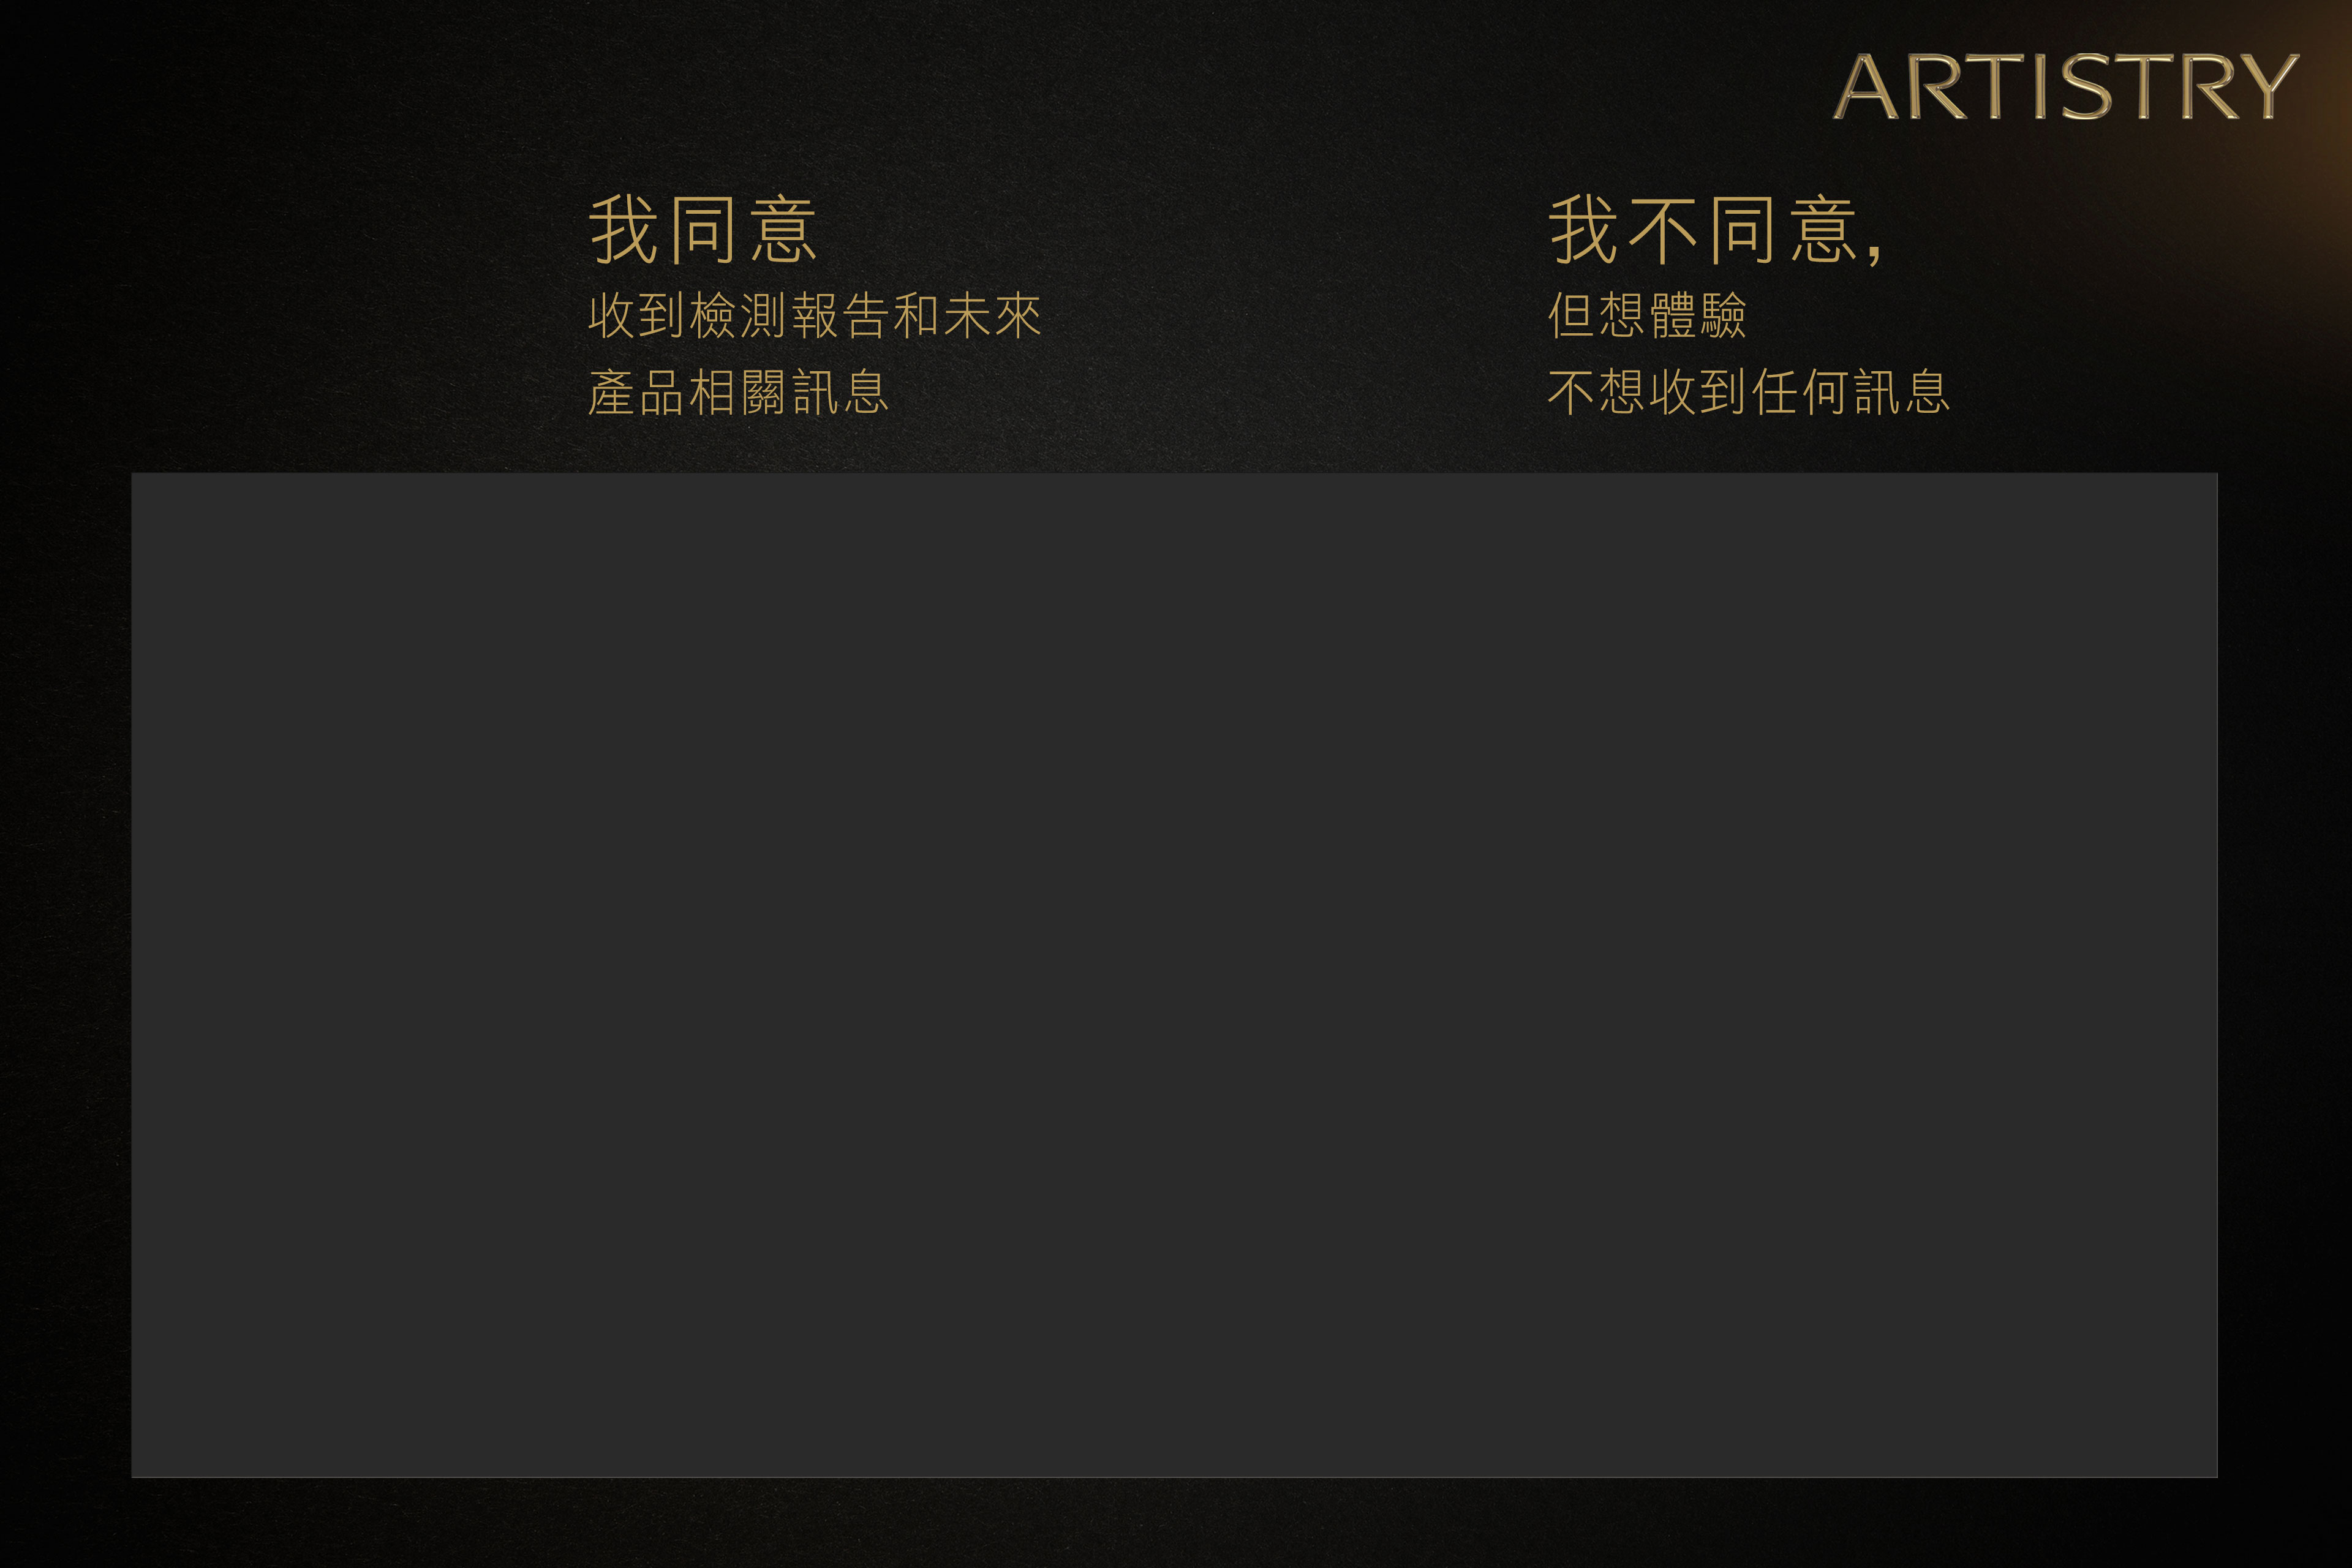 ARTISTRY
我同意
收到檢測報告和未來
產品相關訊息
我不同意,
但想體驗
不想收到任何訊息